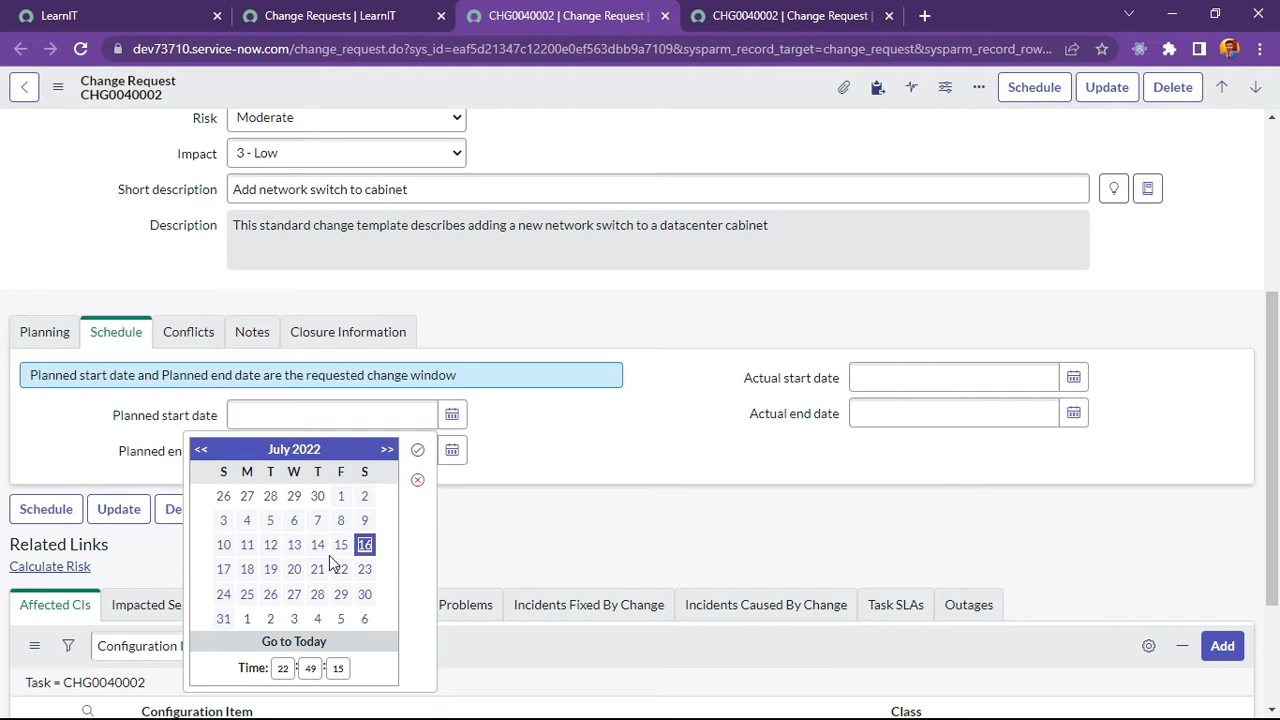 LearnIT
Change Requests | LearnIT
CHG0040002 | Change Request
CHG0040002 | Change Request
dev73710.service-now.com/change_request.do?sys_id=eaf5d21347c12200e0ef563dbb9a7109&sysparm_record_target=change_request&sysparm_record_row...
Change Request
CHG0040002
Schedule
Update
Delete
Risk
Moderate
Impact
3 - Low
Short description
Add network switch to cabinet
Description
This standard change template describes adding a new network switch to a datacenter cabinet
Planning
Schedule
Conflicts
Notes
Closure Information
Planned start date and Planned end date are the requested change window
Actual start date
Planned start date
Actual end date
Planned en
<< July 2022 >>
S M T W T F S
26 27 28 29 30 1 2
3 4 5 6 7 8 9
10 11 12 13 14 15 16
17 18 19 20 21 22 23
24 25 26 27 28 29 30
31 1 2 3 4 5 6
Go to Today
Time: 22 : 49 : 15
Schedule
Update
De
Related Links
Calculate Risk
Affected CIs
Impacted Se
Problems
Incidents Fixed By Change
Incidents Caused By Change
Task SLAs
Outages
Configuration I
Add
Task = CHG0040002
Configuration Item
Class